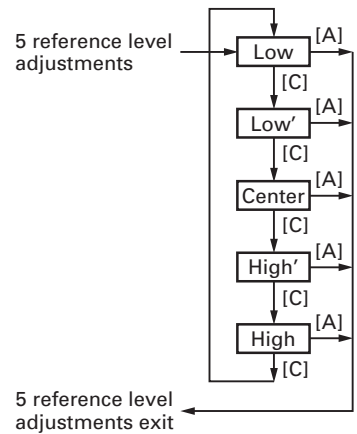 5 reference level
adjustments
Low
[A]
[C]
Low’
[A]
[C]
Center
[A]
[C]
High’
[A]
[C]
High
[A]
[C]
5 reference level
adjustments exit